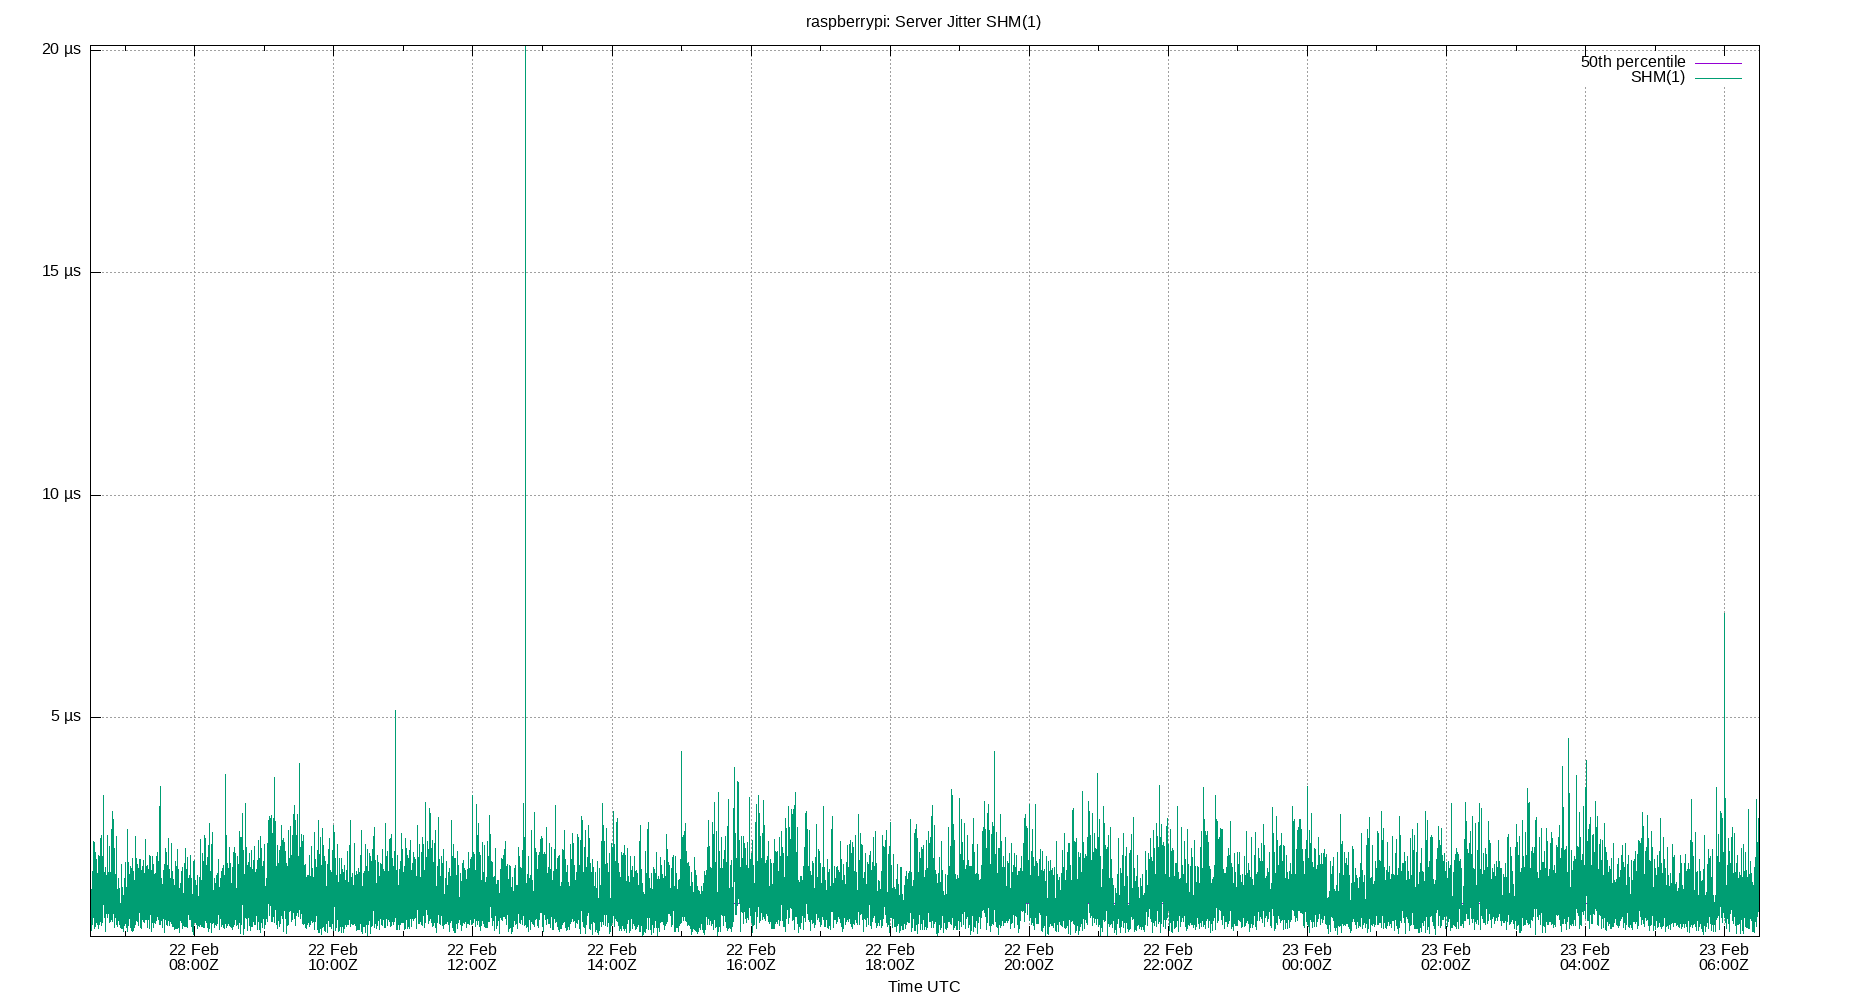 raspberrypi: Server Jitter SHM(1)
20 µs
50th percentile
SHM(1)
15 µs
10 µs
5 µs
22 Feb 22 Feb 22 Feb 22 Feb 22 Feb 22 Feb 22 Feb 22 Feb 23 Feb 23 Feb 23 Feb 23 Feb
08:00Z 10:00Z 12:00Z 14:00Z 16:00Z 18:00Z 20:00Z 22:00Z 00:00Z 02:00Z 04:00Z 06:00Z
Time UTC